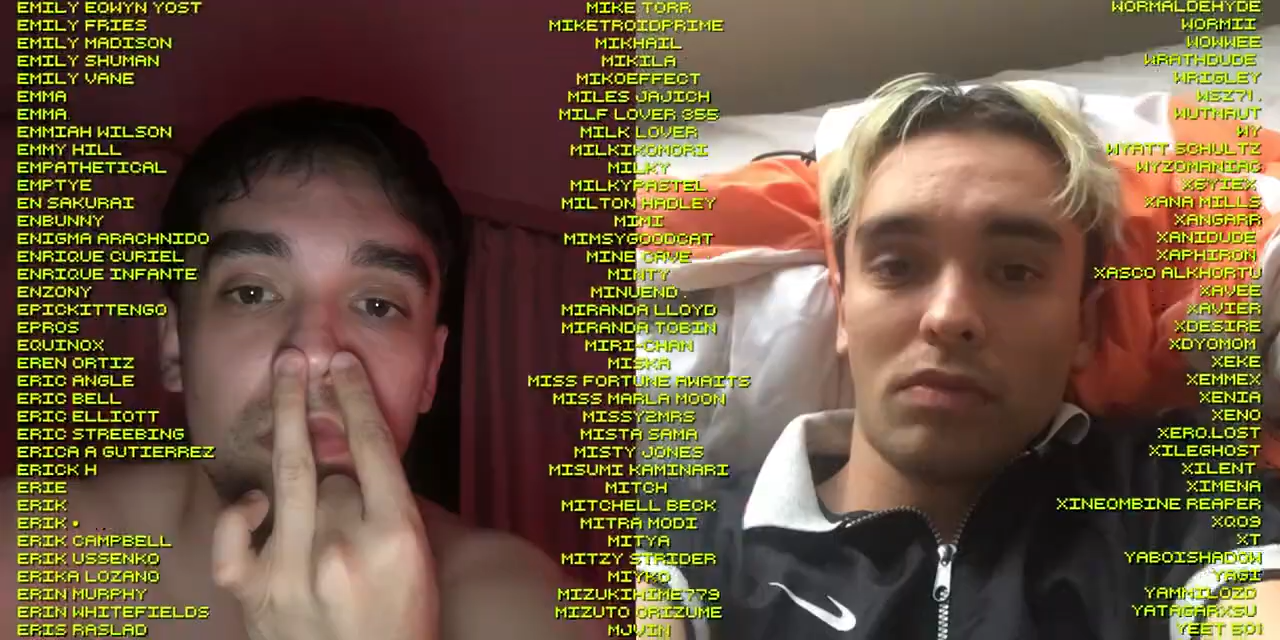 EMILY EOWYN YOST
EMILY FRIES
EMILY MADISON
EMILY SHUMAN
EMILY VANE
EMMA
EMMA
EMMIAH WILSON
EMMY HILL
EMPATHETICAL
EMPTYE
EN SAKURAI
ENBUNNY
ENIGMA ARACHNIDO
ENRIQUE CURIEL
ENRIQUE INFANTE
ENZONY
EPICKITTENGO
EPROS
EQUINOX
EREN ORTIZ
ERIC ANGLE
ERIC BELL
ERIC ELLIOTT
ERIC STREEBING
ERICA A GUTIERREZ
ERICK H
ERIE
ERIK
ERIK •
ERIK CAMPBELL
ERIK USSENKO
ERIKA LOZANO
ERIN MURPHY
ERIN WHITEFIELDS
ERIS RASLAD
MIKE TORR
MIKETROIDPRIME
MIKHAIL
MIKILA
MIKOEFFECT
MILES JAJICH
MILF LOVER 355
MILK LOVER
MILKIKOMORI
MILKY
MILKYPASTEL
MILTON HADLEY
MIMI
MIMSYGOODCAT
MINE CAVE
MINTY
MINUEND .
MIRANDA LLOYD
MIRANDA TOBIN
MIRI-CHAN
MISKA
MISS FORTUNE AWAITS
MISS MARLA MOON
MISSY2MRS
MISTA SAMA
MISTY JONES
MISUMI KAMINARI
MITCH
MITCHELL BECK
MITRA MODI
MITYA
MITZY STRIDER
MIYKO
MIZUKIHIME779
MIZUTO ORIZUME
MJVIN
WORMALDEHYDE
WORMII
WOWWEE
WRATHDUDE
WRIGLEY
WSZ71.
WUTNAUT
WY
WYATT SCHULTZ
WYZOMANIAC
X6YIEX
XANA MILLS
XANGARR
XANIDUDE
XAPHIRON
XASCO ALKHORTU
XAVEE
XAVIER
XDESIRE
XDYOMOM
XEKE
XEMMEX
XENIA
XENO
XERO.LOST
XILEGHOST
XILENT
XIMENA
XINEOMBINE REAPER
XQ09
XT
YABOISHADOW
YAGI
YAMMILOZD
YATAGARXSU
YEET 501